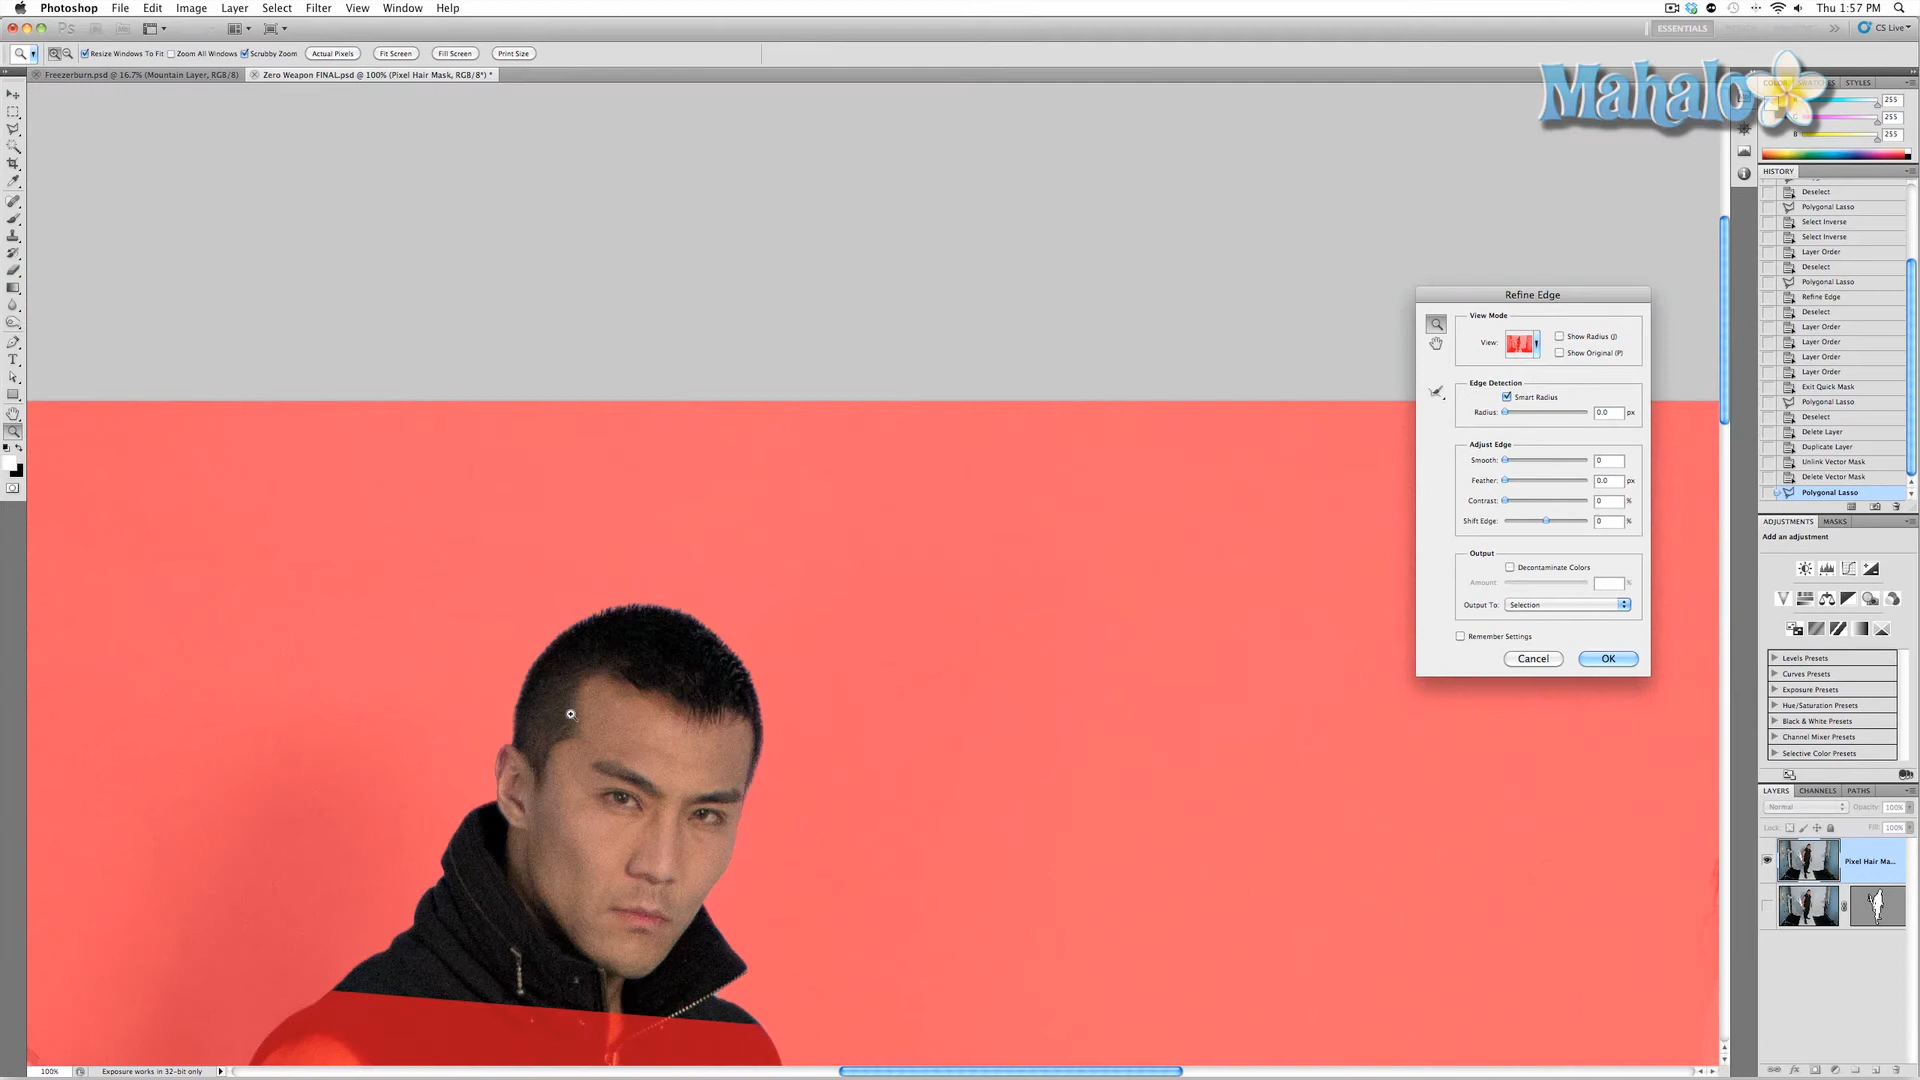 Photoshop File Edit Image Layer Select Filter View Window Help
Thu 1:57 PM
Ps
ESSENTIALS
CS Live
Resize Windows To Fit Zoom All Windows Scrubby Zoom Actual Pixels Fit Screen Fill Screen Print Size
Freezerburn.psd @ 16.7% (Mountain Layer, RGB/8)
Zero Weapon FINAL.psd @ 100% (Pixel Hair Mask, RGB/8*) *
Mahalo
COLOR SWATCHES STYLES
255
255
B 255
HISTORY
Deselect
Polygonal Lasso
Select Inverse
Select Inverse
Layer Order
Deselect
Polygonal Lasso
Refine Edge
Deselect
Layer Order
Layer Order
Layer Order
Layer Order
Exit Quick Mask
Polygonal Lasso
Deselect
Delete Layer
Duplicate Layer
Unlink Vector Mask
Delete Vector Mask
Polygonal Lasso
Refine Edge
View Mode
View:
Show Radius (J)
Show Original (P)
Edge Detection
Smart Radius
Radius: 0.0 px
Adjust Edge
Smooth: 0
Feather: 0.0 px
Contrast: 0 %
Shift Edge: 0 %
Output
Decontaminate Colors
Amount: %
Output To: Selection
Remember Settings
Cancel OK
ADJUSTMENTS MASKS
Add an adjustment
Levels Presets
Curves Presets
Exposure Presets
Hue/Saturation Presets
Black & White Presets
Channel Mixer Presets
Selective Color Presets
LAYERS CHANNELS PATHS
Normal Opacity: 100%
Lock: Fill: 100%
Pixel Hair Ma...
100% Exposure works in 32-bit only